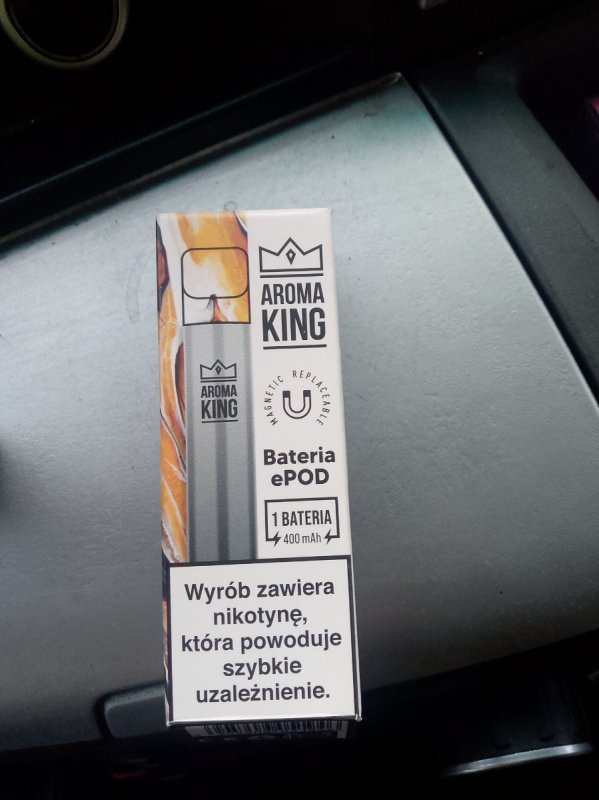 AROMA
KING
AROMA
KING
MAGNETIC REPLACEABLE
Bateria
ePOD
1 BATERIA
400 mAh
Wyrób zawiera
nikotynę,
która powoduje
szybkie
uzależnienie.